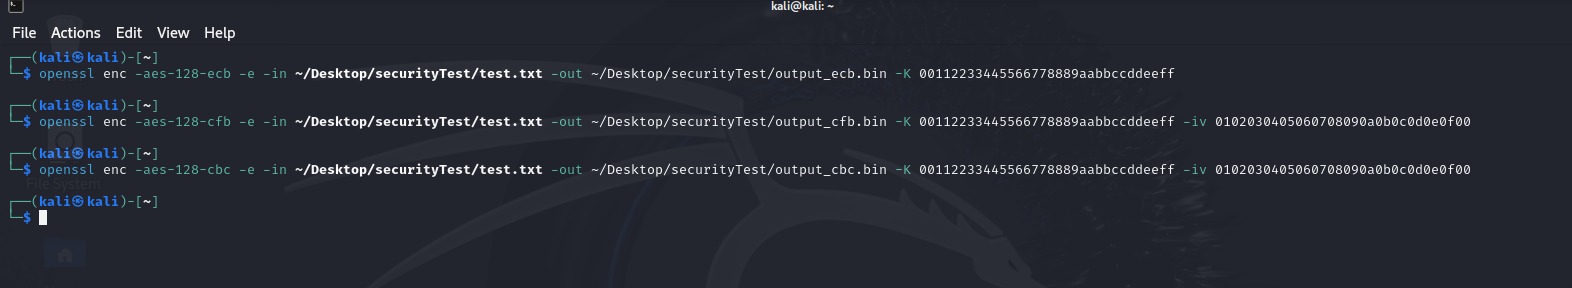 kali@kali: ~
File Actions Edit View Help
┌──(kali㉿kali)-[~]
└─$ openssl enc -aes-128-ecb -e -in ~/Desktop/securityTest/test.txt -out ~/Desktop/securityTest/output_ecb.bin -K 00112233445566778889aabbccddeeff
┌──(kali㉿kali)-[~]
└─$ openssl enc -aes-128-cfb -e -in ~/Desktop/securityTest/test.txt -out ~/Desktop/securityTest/output_cfb.bin -K 00112233445566778889aabbccddeeff -iv 0102030405060708090a0b0c0d0e0f00
┌──(kali㉿kali)-[~]
└─$ openssl enc -aes-128-cbc -e -in ~/Desktop/securityTest/test.txt -out ~/Desktop/securityTest/output_cbc.bin -K 00112233445566778889aabbccddeeff -iv 0102030405060708090a0b0c0d0e0f00
File System
┌──(kali㉿kali)-[~]
└─$